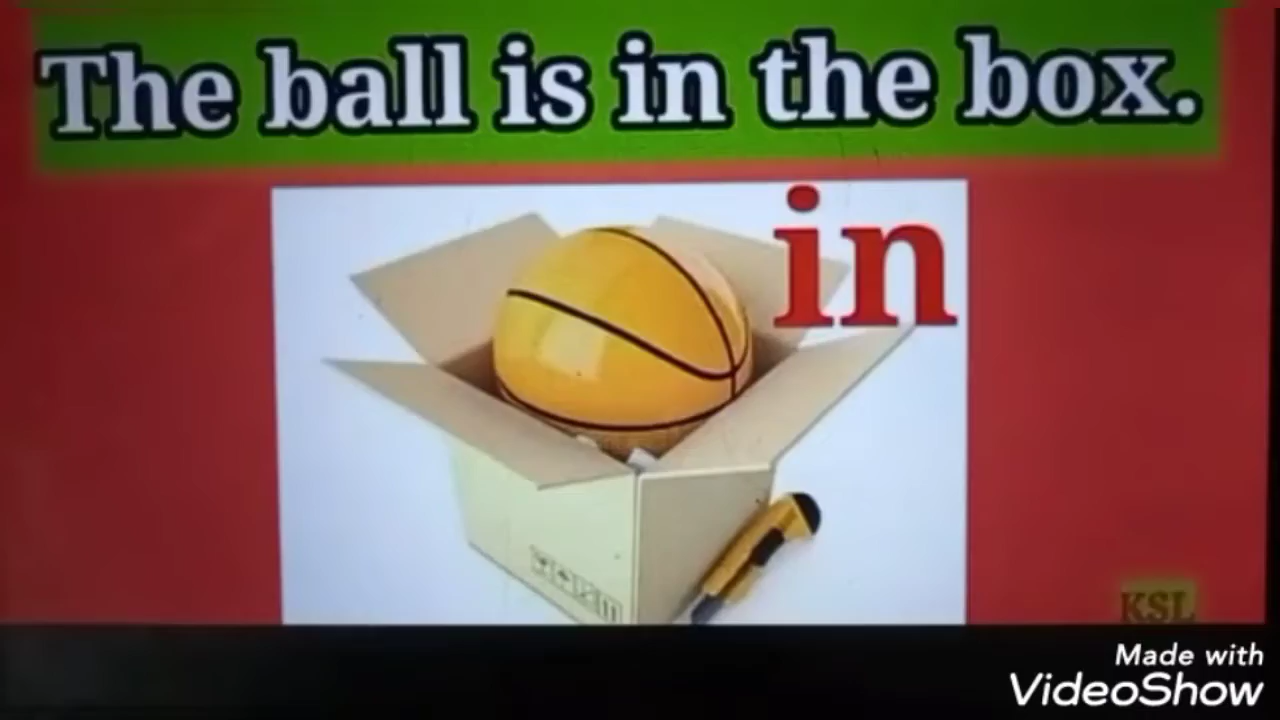 The ball is in the box.
in
KSL
Made with
VideoShow